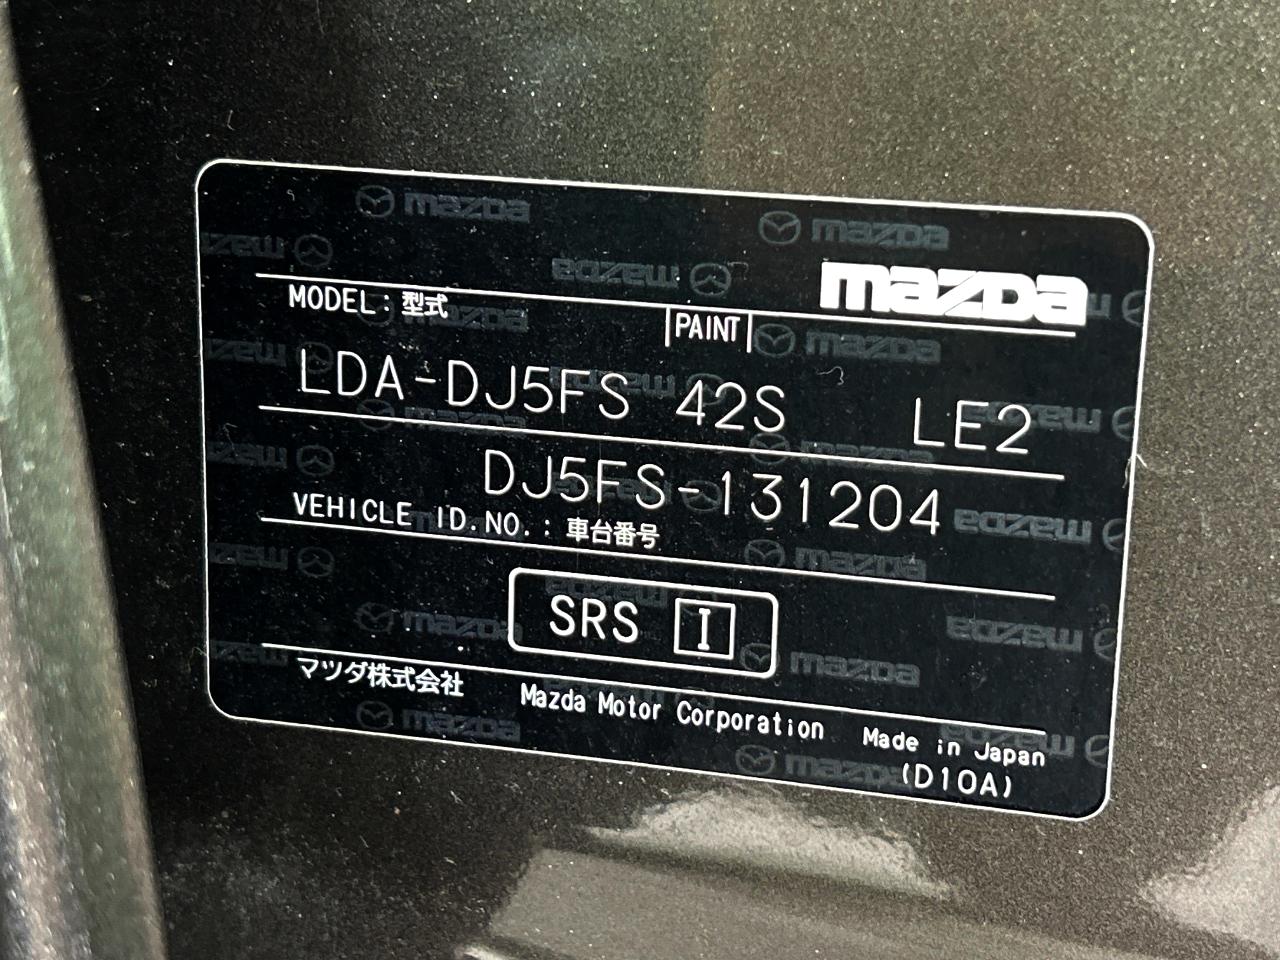 mazda
MODEL: 型式
PAINT
LDA-DJ5FS 42S LE2
DJ5FS-131204
VEHICLE ID.NO.: 車台番号
SRS I
マツダ株式会社 Mazda Motor Corporation Made in Japan
(D10A)